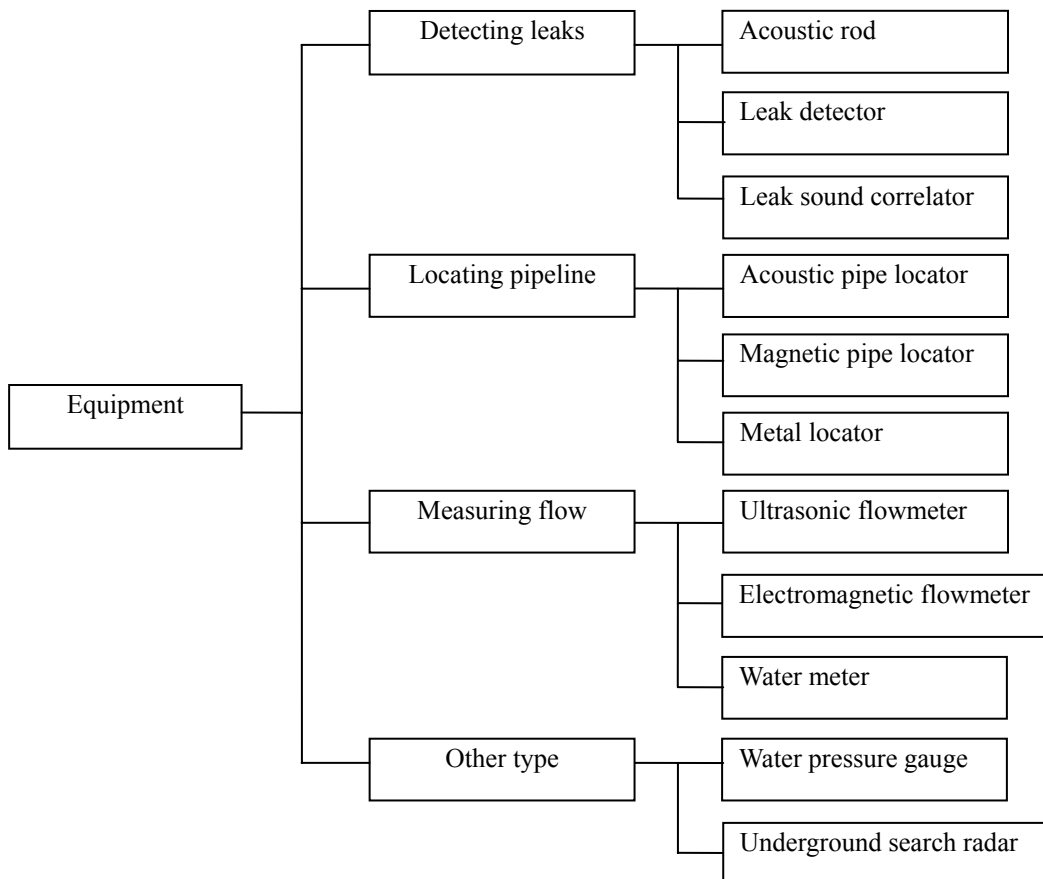 Detecting leaks
Acoustic rod
Leak detector
Leak sound correlator
Locating pipeline
Acoustic pipe locator
Magnetic pipe locator
Metal locator
Equipment
Measuring flow
Ultrasonic flowmeter
Electromagnetic flowmeter
Water meter
Other type
Water pressure gauge
Underground search radar